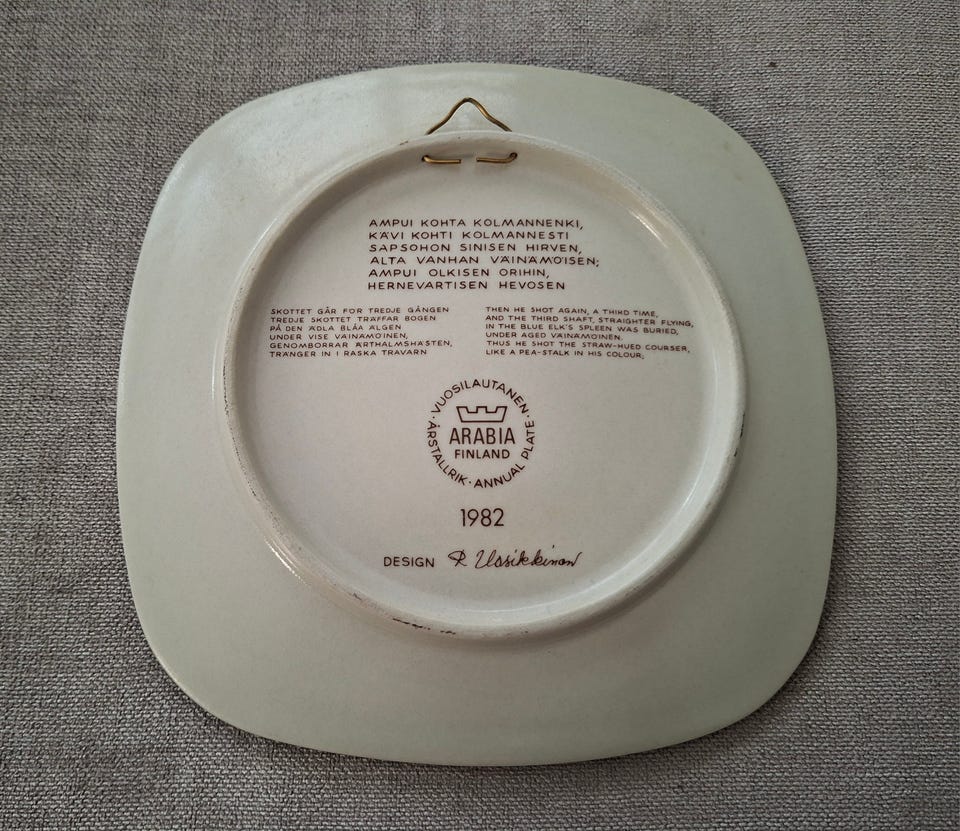 AMPUI KOHTA KOLMANNENKI,
KÄVI KOHTI KOLMANNESTI
SAPSOHON SINISEN HIRVEN,
ALTA VANHAN VÄINÄMÖISEN;
AMPUI OLKISEN ORIHIN,
HERNEVARTISEN HEVOSEN
SKOTTET GÅR FÖR TREDJE GÅNGEN
TREDJE SKOTTET TRÄFFAR BOGEN
PÅ DEN ÄDLA BLÅA ÄLGEN
UNDER VISE VÄINÄMÖINEN,
GENOMBORRAR ÄRTHALMSHÄSTEN,
TRÄNGER IN I RASKA TRAVARN
THEN HE SHOT AGAIN, A THIRD TIME,
AND THE THIRD SHAFT, STRAIGHTER FLYING,
IN THE BLUE ELK'S SPLEEN WAS BURIED,
UNDER AGED VÄINÄMÖINEN.
THUS HE SHOT THE STRAW-HUED COURSER,
LIKE A PEA-STALK IN HIS COLOUR;
VUOSILAUTANEN·
ARABIA
FINLAND
ÅRSTALLRIK · ANNUAL PLATE
1982
DESIGN R Uosikkinen